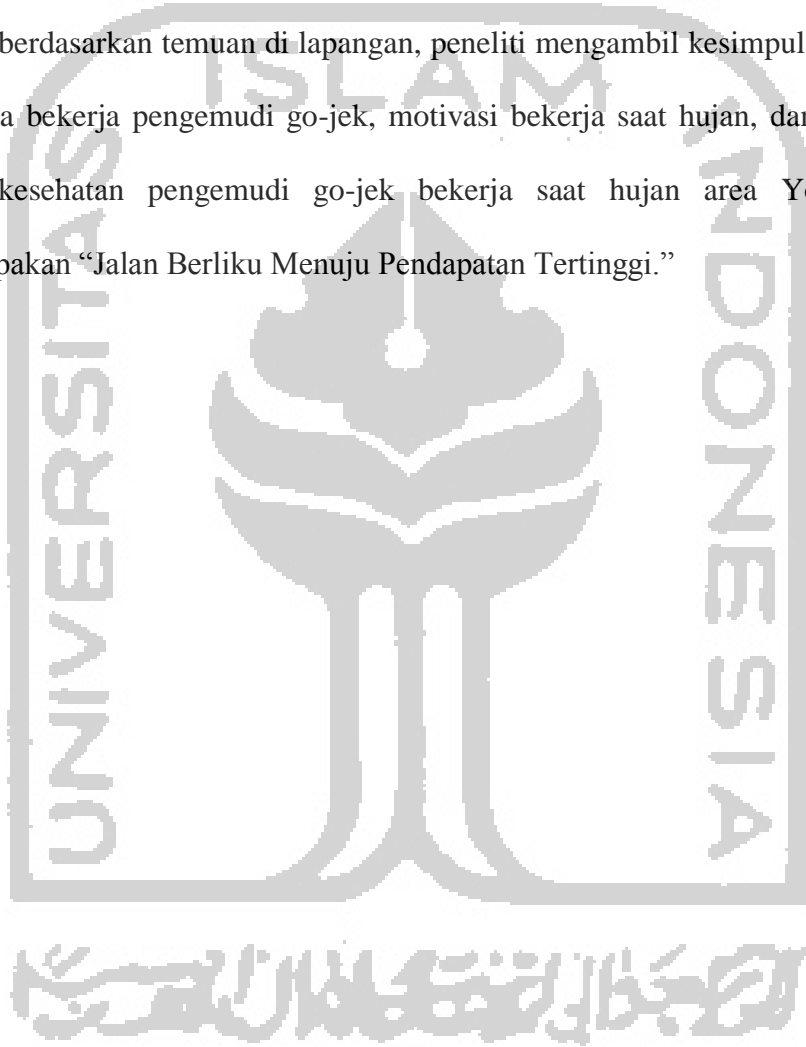 berdasarkan temuan di lapangan, peneliti mengambil kesimpul
a bekerja pengemudi go-jek, motivasi bekerja saat hujan, dan
kesehatan pengemudi go-jek bekerja saat hujan area Y
pakan “Jalan Berliku Menuju Pendapatan Tertinggi.”
ISLAM
UNIVERSITAS
INDONESIA